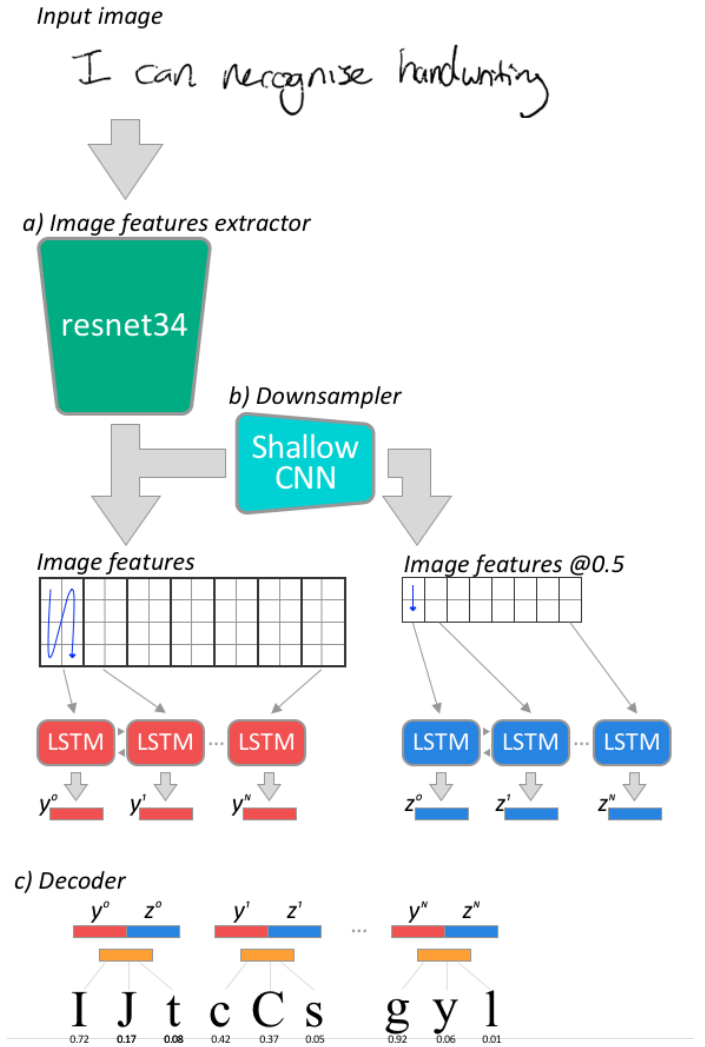 Input image
I can recognise handwriting
a) Image features extractor
resnet34
b) Downsampler
Shallow
CNN
Image features
Image features @0.5
LSTM LSTM ... LSTM
LSTM LSTM ... LSTM
y⁰ y¹ yᴺ
z⁰ z¹ zᴺ
c) Decoder
y⁰ z⁰ y¹ z¹ ... yᴺ zᴺ
I J t c C s g y l
0.72 0.17 0.08 0.42 0.37 0.05 0.92 0.06 0.01